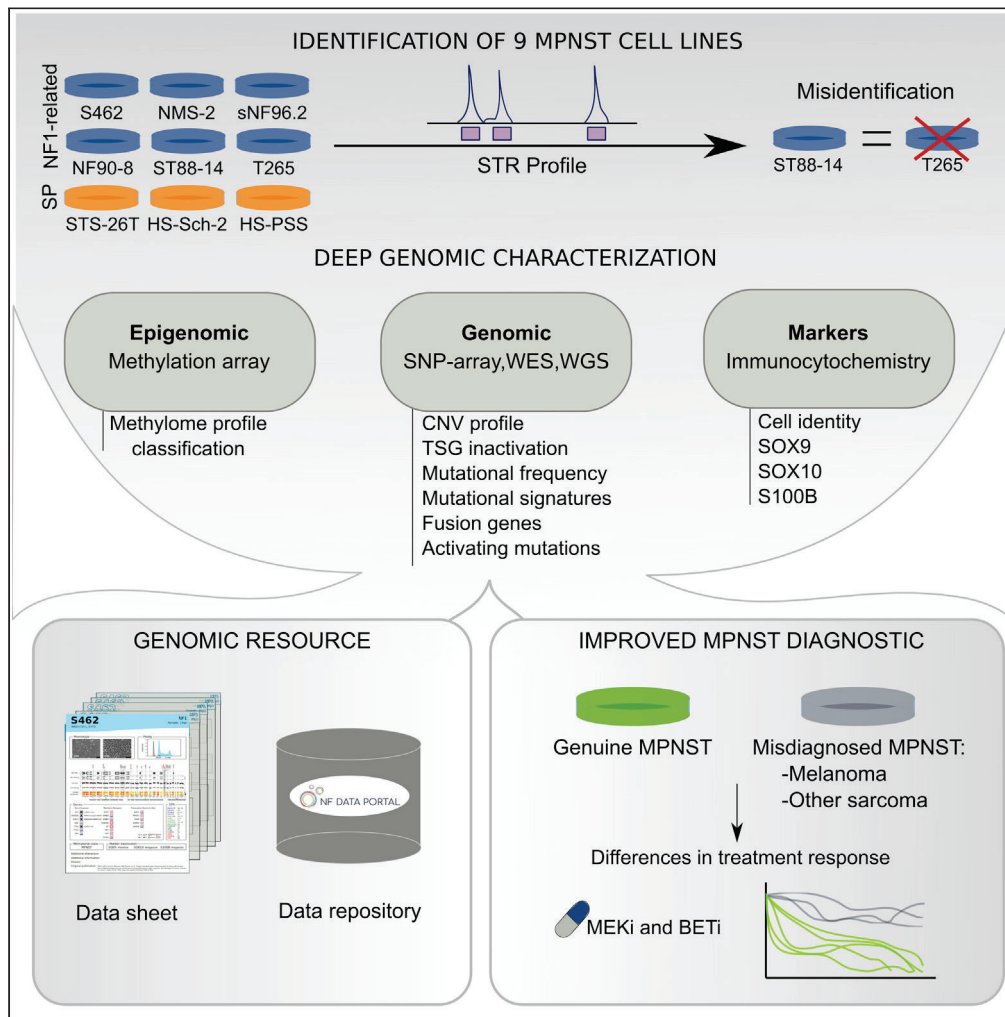 IDENTIFICATION OF 9 MPNST CELL LINES
NF1-related
S462 NMS-2 sNF96.2
NF90-8 ST88-14 T265
SP
STS-26T HS-Sch-2 HS-PSS
STR Profile
Misidentification
ST88-14 = T265
DEEP GENOMIC CHARACTERIZATION
Epigenomic
Methylation array
Methylome profile
classification
Genomic
SNP-array,WES,WGS
CNV profile
TSG inactivation
Mutational frequency
Mutational signatures
Fusion genes
Activating mutations
Markers
Immunocytochemistry
Cell identity
SOX9
SOX10
S100B
GENOMIC RESOURCE
S462
NF1
Data sheet
NF DATA PORTAL
Data repository
IMPROVED MPNST DIAGNOSTIC
Genuine MPNST
Misdiagnosed MPNST:
-Melanoma
-Other sarcoma
Differences in treatment response
MEKi and BETi